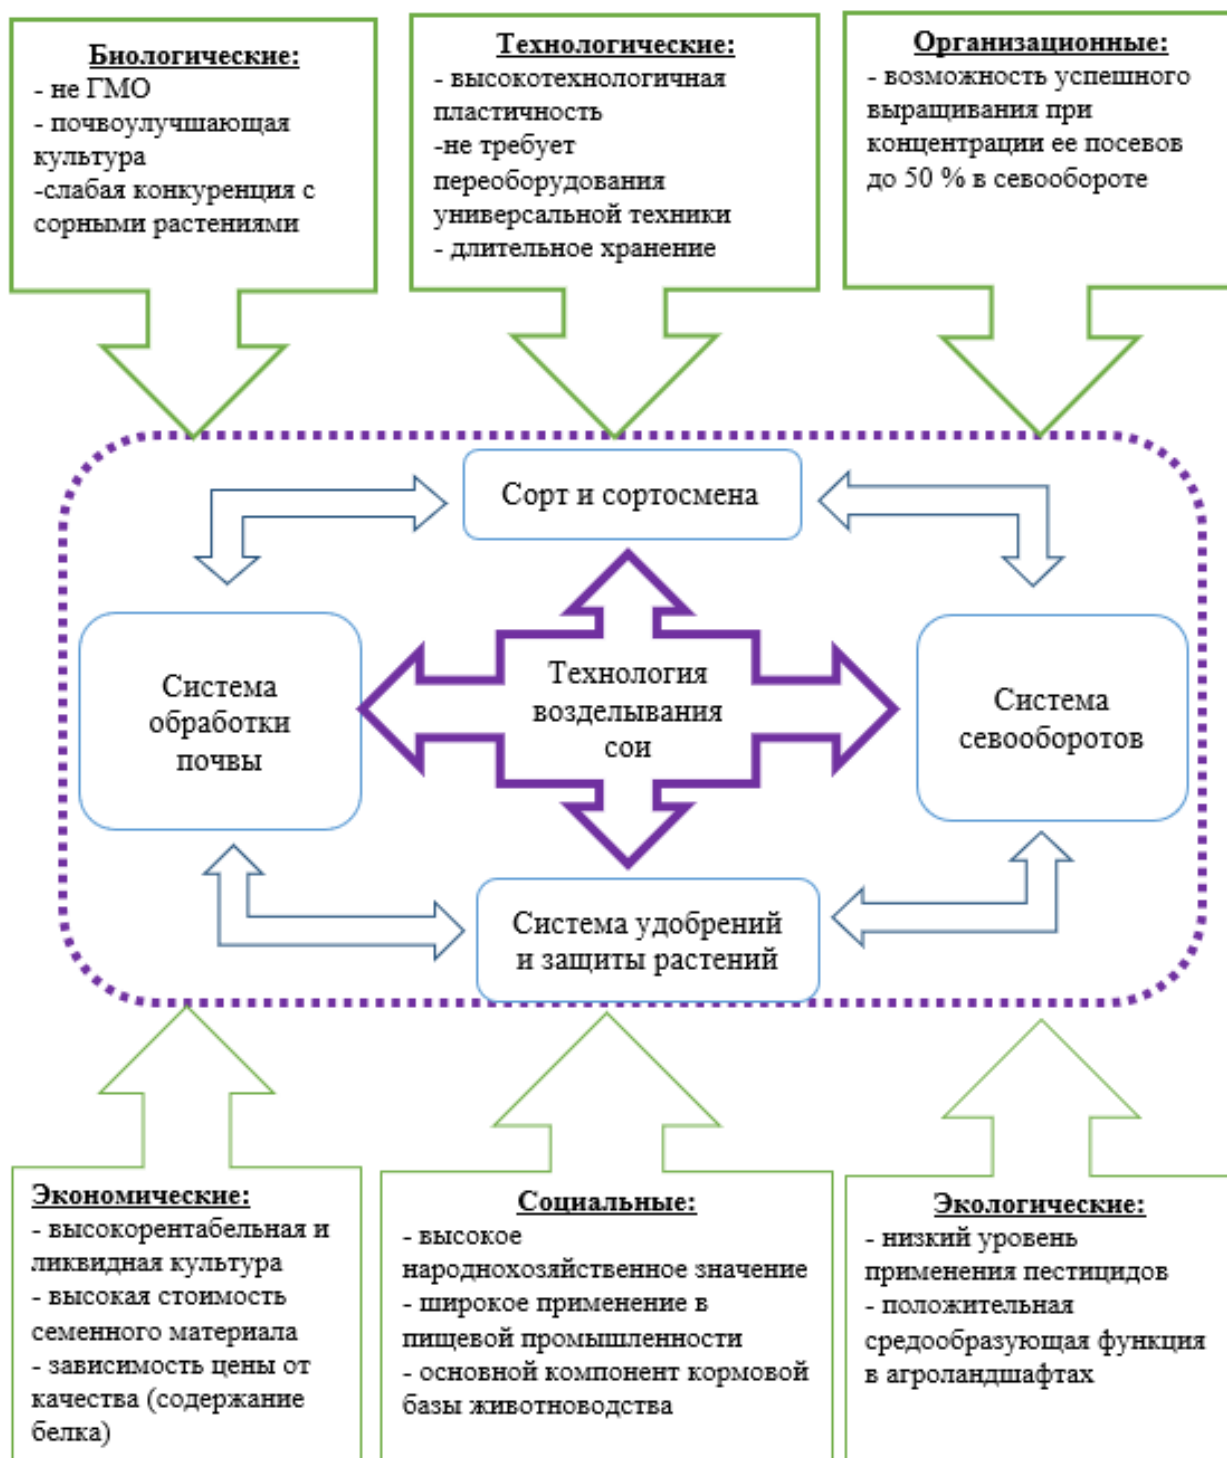 Биологические:
- не ГМО
- почвоулучшающая
культура
-слабая конкуренция с
сорными растениями
Технологические:
- высокотехнологичная
пластичность
-не требует
переоборудования
универсальной техники
- длительное хранение
Организационные:
- возможность успешного
выращивания при
концентрации ее посевов
до 50 % в севообороте
Сорт и сортосмена
Система
обработки
почвы
Технология
возделывания
сои
Система
севооборотов
Система удобрений
и защиты растений
Экономические:
- высокорентабельная и
ликвидная культура
- высокая стоимость
семенного материала
- зависимость цены от
качества (содержание
белка)
Социальные:
- высокое
народнохозяйственное значение
- широкое применение в
пищевой промышленности
- основной компонент кормовой
базы животноводства
Экологические:
- низкий уровень
применения пестицидов
- положительная
средообразующая функция
в агроландшафтах